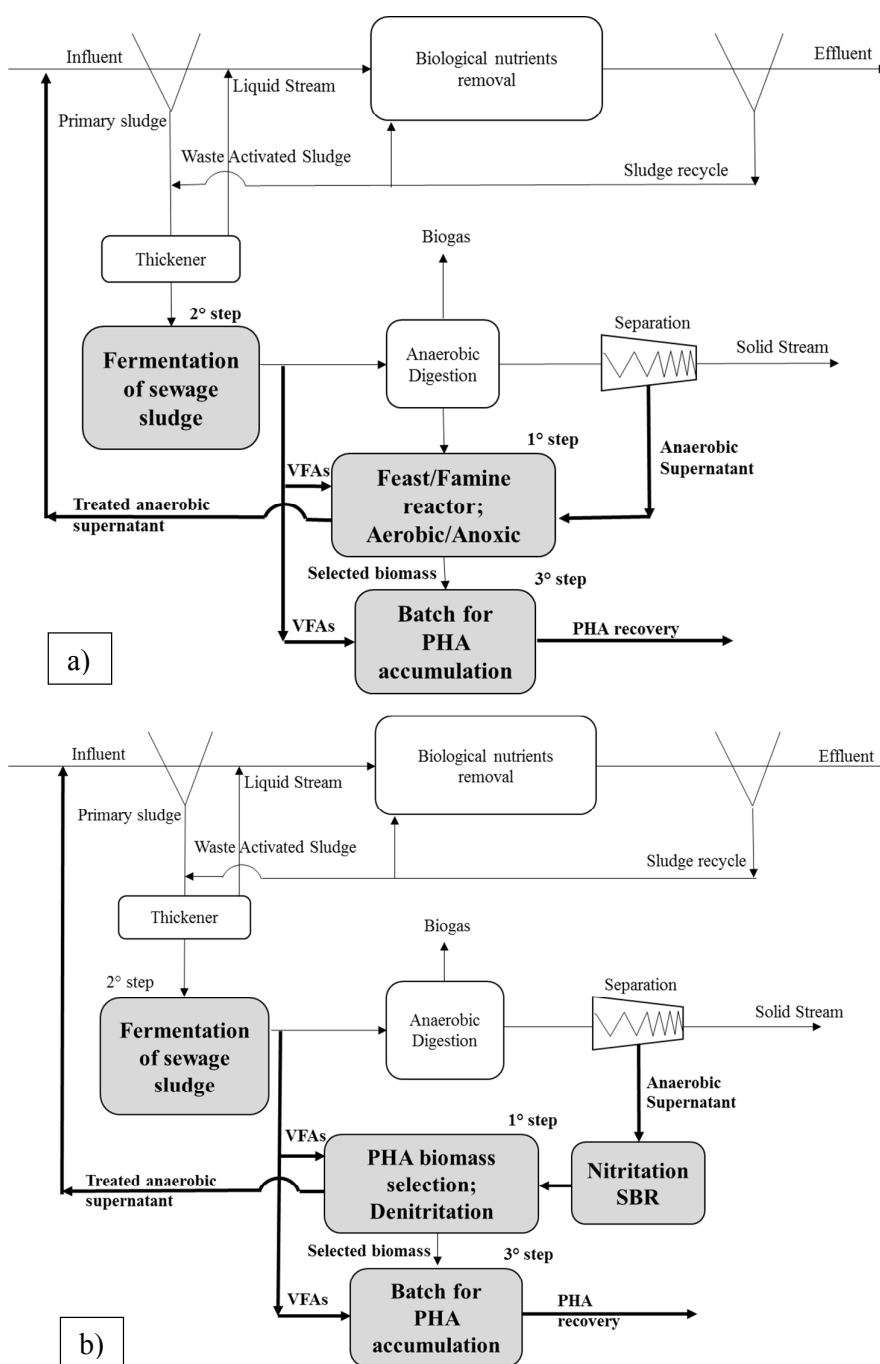 Influent
Liquid Stream
Biological nutrients
removal
Effluent
Primary sludge
Waste Activated Sludge
Sludge recycle
Thickener
Biogas
2° step
Fermentation
of sewage
sludge
Anaerobic
Digestion
Separation
Solid Stream
1° step
VFAs
Feast/Famine
reactor;
Aerobic/Anoxic
Anaerobic
Supernatant
Treated anaerobic
supernatant
Selected biomass
3° step
VFAs
Batch for
PHA
accumulation
PHA recovery
a)
Influent
Liquid Stream
Biological nutrients
removal
Effluent
Primary sludge
Waste Activated Sludge
Sludge recycle
Thickener
Biogas
2° step
Fermentation
of sewage
sludge
Anaerobic
Digestion
Separation
Solid Stream
Anaerobic
Supernatant
1° step
VFAs
PHA biomass
selection;
Denitritation
Nitritation
SBR
Treated anaerobic
supernatant
Selected biomass
3° step
VFAs
Batch for
PHA
accumulation
PHA
recovery
b)